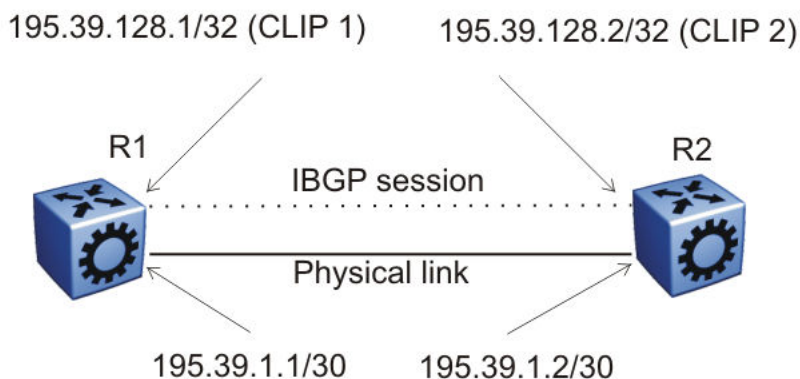 195.39.128.1/32 (CLIP 1)
195.39.128.2/32 (CLIP 2)
R1
R2
IBGP session
Physical link
195.39.1.1/30
195.39.1.2/30